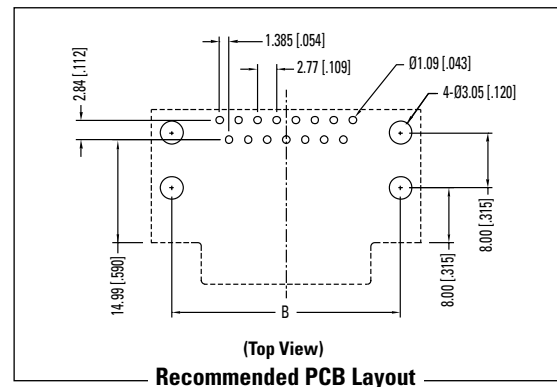 1.385 [.054]
2.77 [.109]
Ø1.09 [.043]
4-Ø3.05 [.120]
2.84 [.112]
14.99 [.590]
8.00 [.315]
8.00 [.315]
B
(Top View)
Recommended PCB Layout